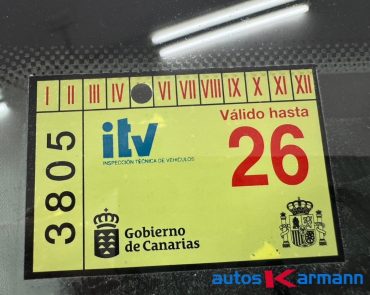 I II III IV VI VII VIII IX X XI XII
3805
itv
INSPECCIÓN TÉCNICA DE VEHÍCULOS
Válido hasta
26
Gobierno
de Canarias
autos Karmann